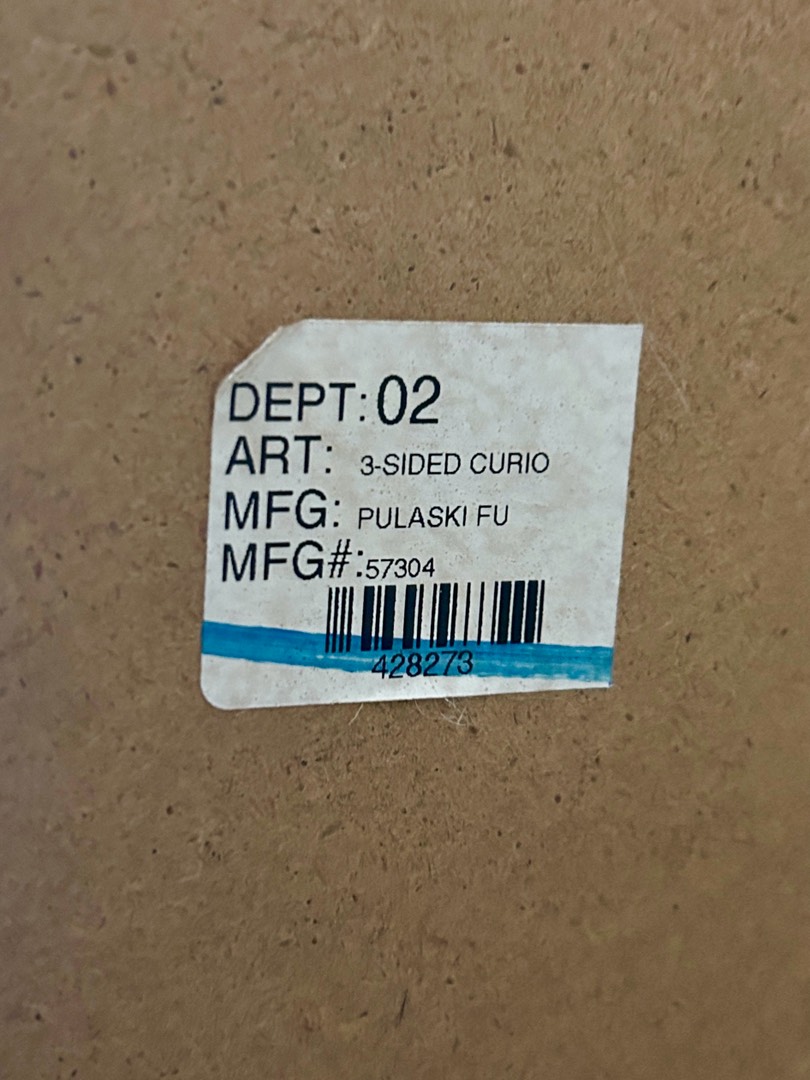 DEPT: 02
ART: 3-SIDED CURIO
MFG: PULASKI FU
MFG#: 57304
428273